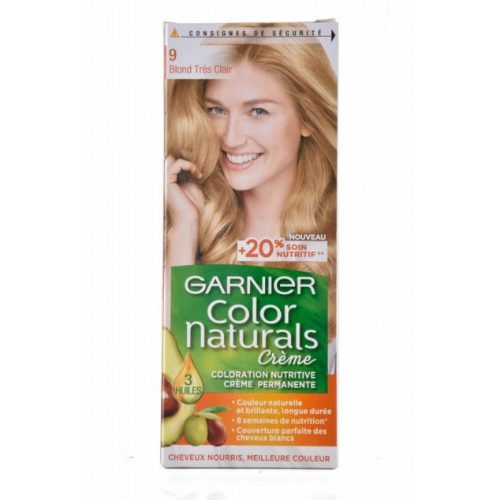 CONSIGNES DE SÉCURITÉ
9
Blond Très Clair
NOUVEAU
+20% SOIN
NUTRITIF**
GARNIER
Color
Naturals
Crème
3
HUILES
COLORATION NUTRITIVE
CRÈME PERMANENTE
• Couleur naturelle
et brillante, longue durée
• 8 semaines de nutrition*
• Couverture parfaite des
cheveux blancs
CHEVEUX NOURRIS, MEILLEURE COULEUR